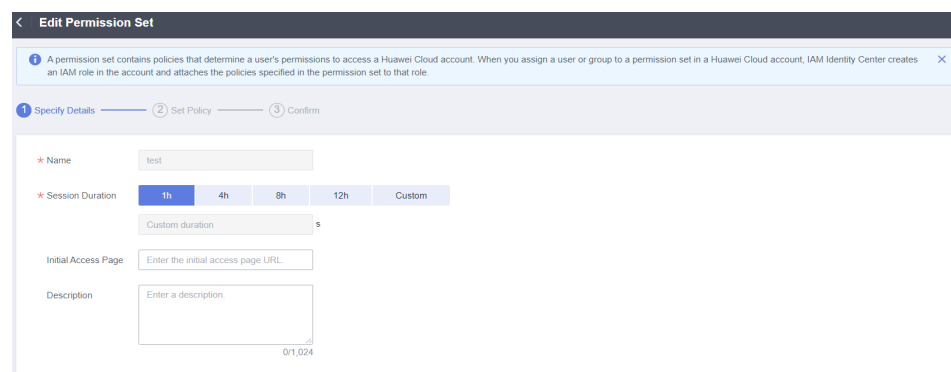 Edit Permission Set
A permission set contains policies that determine a user's permissions to access a Huawei Cloud account. When you assign a user or group to a permission set in a Huawei Cloud account, IAM Identity Center creates
an IAM role in the account and attaches the policies specified in the permission set to that role.
1 Specify Details 2 Set Policy 3 Confirm
* Name test
* Session Duration 1h 4h 8h 12h Custom
Custom duration s
Initial Access Page Enter the initial access page URL.
Description Enter a description.
0/1,024